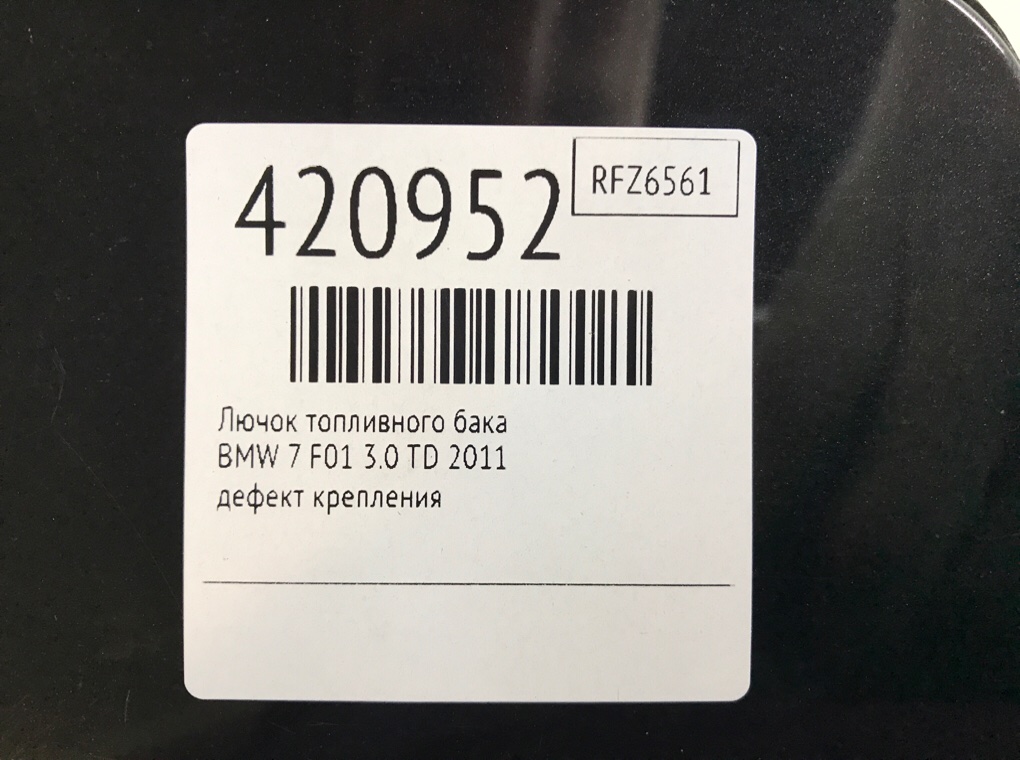 420952
RFZ6561
Лючок топливного бака
BMW 7 F01 3.0 TD 2011
дефект крепления